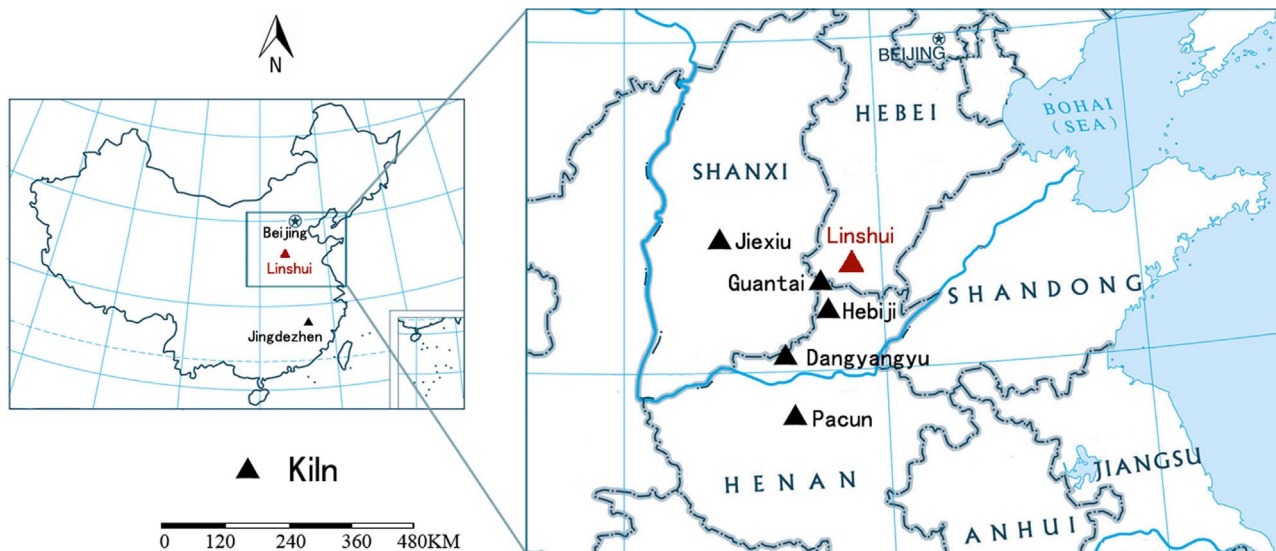 N
Beijing
Linshui
Jingdezhen
Kiln
0 120 240 360 480KM
BEIJING
HEBEI
BOHAI
(SEA)
SHANXI
Linshui
Jiexiu
Guantai
SHANDONG
Hebiji
Dangyangyu
Pacun
JIANGSU
HENAN
ANHUI